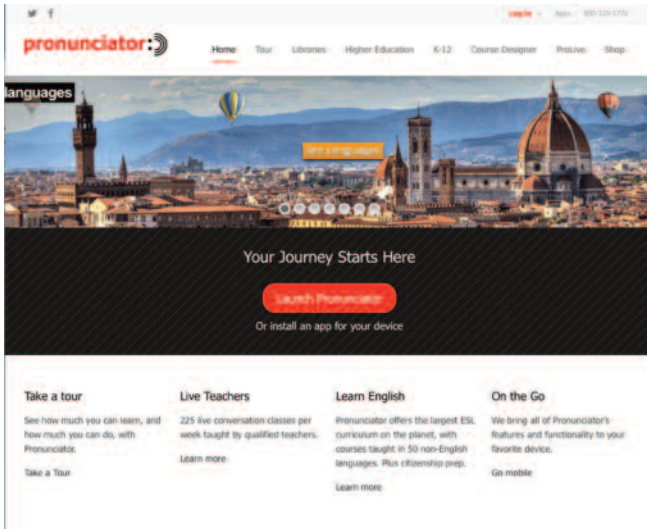 Log In Apps 800-320-1776
pronunciator
Home Tour Libraries Higher Education K-12 Course-Designer ProLive Shop
languages
See Languages
Your Journey Starts Here
Launch Pronunciator
Or install an app for your device
Take a tour
See how much you can learn, and
how much you can do, with
Pronunciator.
Take a Tour
Live Teachers
225 live conversation classes per
week taught by qualified teachers.
Learn more
Learn English
Pronunciator offers the largest ESL
curriculum on the planet, with
courses taught in 50 non-English
languages. Plus citizenship prep.
Learn more
On the Go
We bring all of Pronunciator's
features and functionality to your
favorite device.
Go mobile